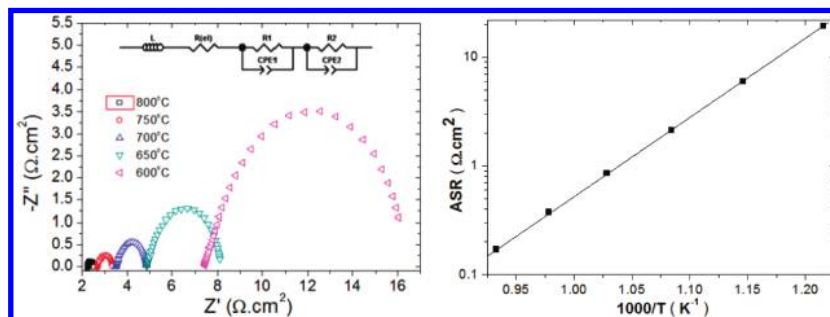 5.5
5.0
4.5
4.0
3.5
3.0
2.5
2.0
1.5
1.0
0.5
0.0
-Z'' (Ω.cm²)
L
R(el)
R1
R2
CPE1
CPE2
800°C
750°C
700°C
650°C
600°C
2 4 6 8 10 12 14 16
Z' (Ω.cm²)
10
1
0.1
ASR (Ω.cm²)
0.95 1.00 1.05 1.10 1.15 1.20
1000/T ( K⁻¹)